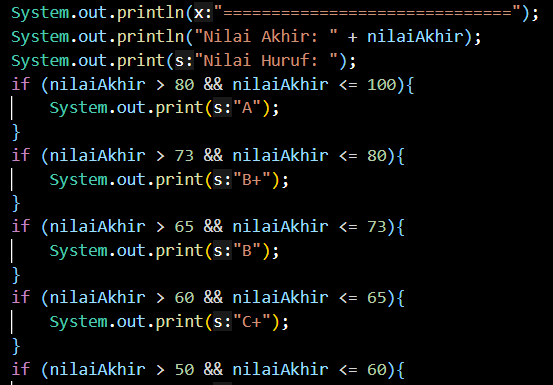 System.out.println(x:"==============================");
System.out.println("Nilai Akhir: " + nilaiAkhir);
System.out.print(s:"Nilai Huruf: ");
if (nilaiAkhir > 80 && nilaiAkhir <= 100){
System.out.print(s:"A");
}
if (nilaiAkhir > 73 && nilaiAkhir <= 80){
System.out.print(s:"B+");
}
if (nilaiAkhir > 65 && nilaiAkhir <= 73){
System.out.print(s:"B");
}
if (nilaiAkhir > 60 && nilaiAkhir <= 65){
System.out.print(s:"C+");
}
if (nilaiAkhir > 50 && nilaiAkhir <= 60){